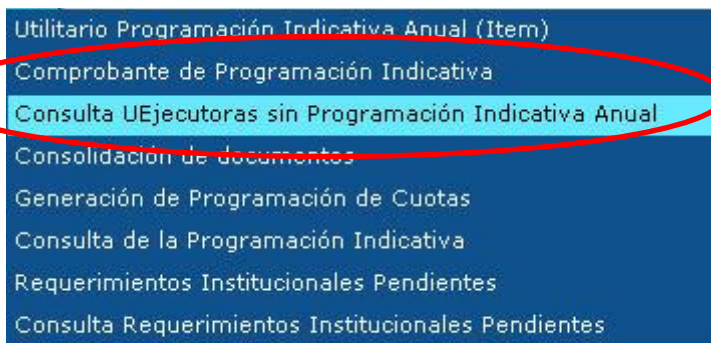 Utilitario Programación Indicativa Anual (Item)
Comprobante de Programación Indicativa
Consulta UEjecutoras sin Programación Indicativa Anual
Consolidación de documentos
Generación de Programación de Cuotas
Consulta de la Programación Indicativa
Requerimientos Institucionales Pendientes
Consulta Requerimientos Institucionales Pendientes